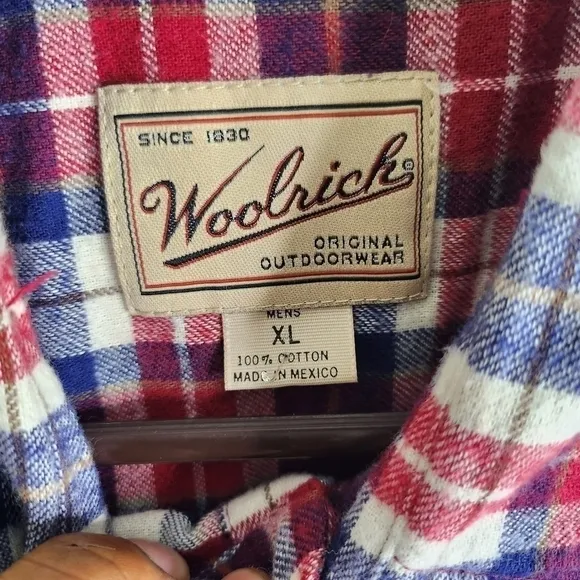 SINCE 1830
Woolrich®
ORIGINAL
OUTDOORWEAR
MENS
XL
100% COTTON
MADE IN MEXICO